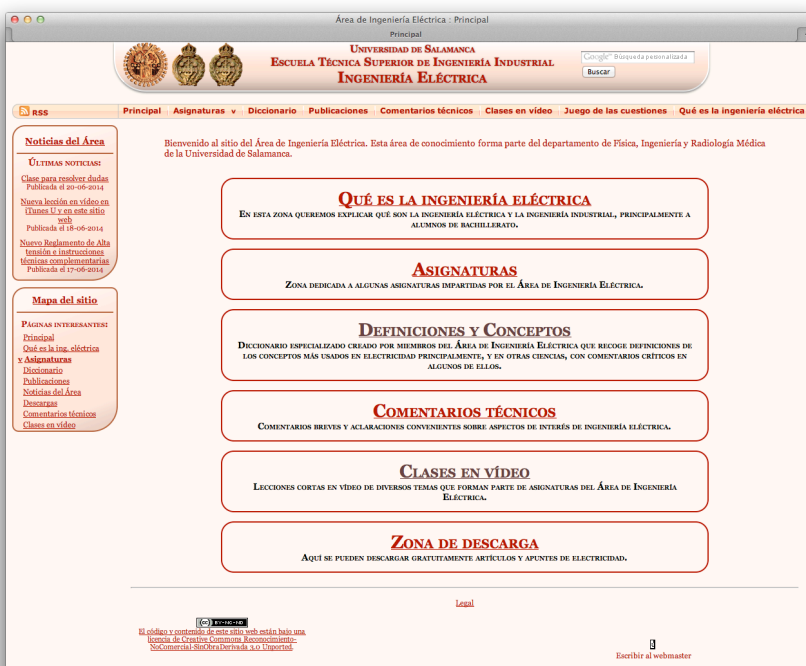 Área de Ingeniería Eléctrica : Principal
Principal
Universidad de Salamanca
Escuela Técnica Superior de Ingeniería Industrial
Ingeniería Eléctrica
Google™ Búsqueda personalizada
Buscar
RSS
Principal Asignaturas v Diccionario Publicaciones Comentarios técnicos Clases en vídeo Juego de las cuestiones Qué es la ingeniería eléctrica
Noticias del Área
Últimas noticias:
Clase para resolver dudas
Publicada el 20-06-2014
Nueva lección en vídeo en
iTunes U y en este sitio
web
Publicada el 18-06-2014
Nuevo Reglamento de Alta
tensión e instrucciones
técnicas complementarias
Publicada el 17-06-2014
Mapa del sitio
Páginas interesantes:
Principal
Qué es la ing. eléctrica
v Asignaturas
Diccionario
Publicaciones
Noticias del Área
Descargas
Comentarios técnicos
Clases en vídeo
Bienvenido al sitio del Área de Ingeniería Eléctrica. Esta área de conocimiento forma parte del departamento de Física, Ingeniería y Radiología Médica
de la Universidad de Salamanca.
Qué es la ingeniería eléctrica
En esta zona queremos explicar qué son la ingeniería eléctrica y la ingeniería industrial, principalmente a
alumnos de bachillerato.
Asignaturas
Zona dedicada a algunas asignaturas impartidas por el Área de Ingeniería Eléctrica.
Definiciones y Conceptos
Diccionario especializado creado por miembros del Área de Ingeniería Eléctrica que recoge definiciones de
los conceptos más usados en electricidad principalmente, y en otras ciencias, con comentarios críticos en
algunos de ellos.
Comentarios técnicos
Comentarios breves y aclaraciones convenientes sobre aspectos de interés de ingeniería eléctrica.
Clases en vídeo
Lecciones cortas en vídeo de diversos temas que forman parte de asignaturas del Área de Ingeniería
Eléctrica.
Zona de descarga
Aquí se pueden descargar gratuitamente artículos y apuntes de electricidad.
Legal
(cc) BY-NC-ND
El código y contenido de este sitio web están bajo una
licencia de Creative Commons Reconocimiento-
NoComercial-SinObraDerivada 3.0 Unported.
Escribir al webmaster